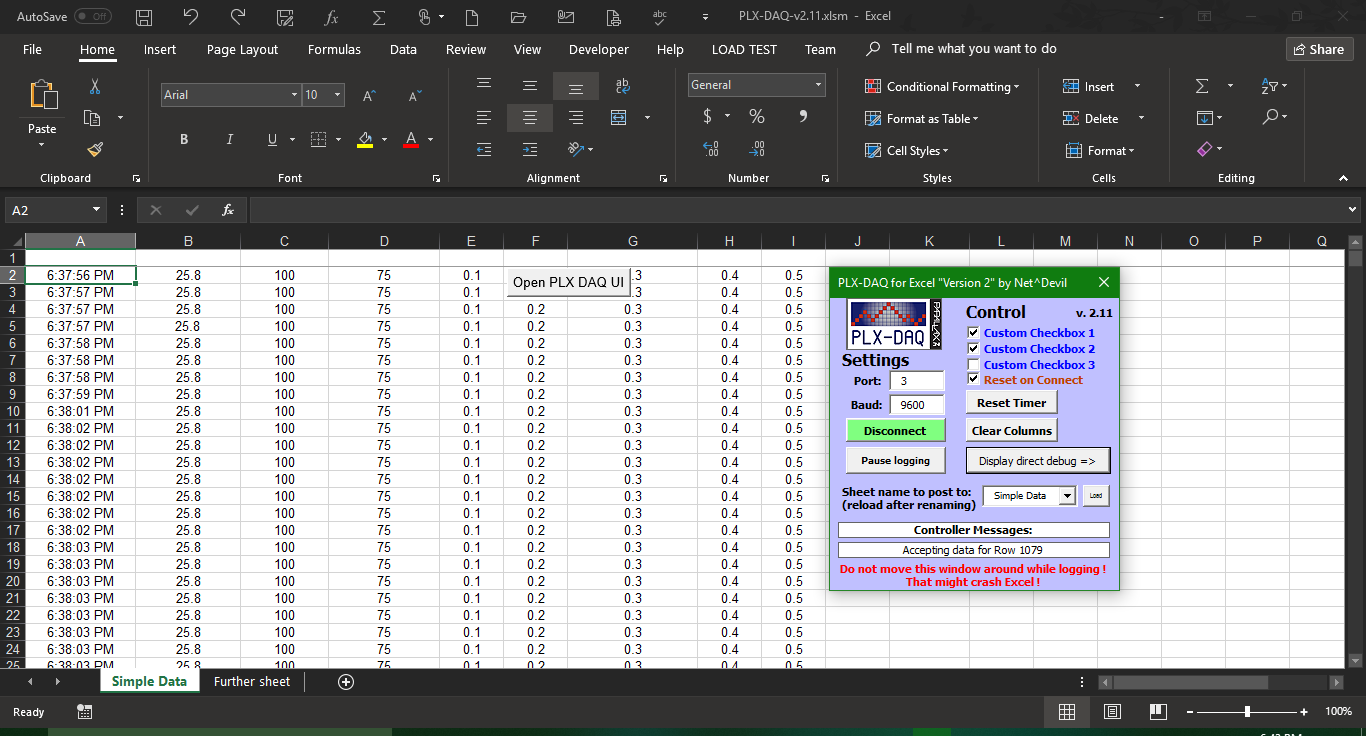 AutoSave Off PLX-DAQ-v2.11.xlsm - Excel
File Home Insert Page Layout Formulas Data Review View Developer Help LOAD TEST Team Tell me what you want to do Share
Paste Arial 10 General Conditional Formatting Insert
Format as Table Delete
Cell Styles Format
Clipboard Font Alignment Number Styles Cells Editing
A2 fx
A B C D E F G H I J K L M N O P Q
1
2 6:37:56 PM 25.8 100 75 0.1 Open PLX DAQ UI .3 0.4 0.5
3 6:37:57 PM 25.8 100 75 0.1 0.3 0.4 0.5
4 6:37:57 PM 25.8 100 75 0.1 0.2 0.3 0.4 0.5
5 6:37:57 PM 25.8 100 75 0.1 0.2 0.3 0.4 0.5
6 6:37:58 PM 25.8 100 75 0.1 0.2 0.3 0.4 0.5
7 6:37:58 PM 25.8 100 75 0.1 0.2 0.3 0.4 0.5
8 6:37:58 PM 25.8 100 75 0.1 0.2 0.3 0.4 0.5
9 6:37:59 PM 25.8 100 75 0.1 0.2 0.3 0.4 0.5
10 6:38:01 PM 25.8 100 75 0.1 0.2 0.3 0.4 0.5
11 6:38:02 PM 25.8 100 75 0.1 0.2 0.3 0.4 0.5
12 6:38:02 PM 25.8 100 75 0.1 0.2 0.3 0.4 0.5
13 6:38:02 PM 25.8 100 75 0.1 0.2 0.3 0.4 0.5
14 6:38:02 PM 25.8 100 75 0.1 0.2 0.3 0.4 0.5
15 6:38:02 PM 25.8 100 75 0.1 0.2 0.3 0.4 0.5
16 6:38:02 PM 25.8 100 75 0.1 0.2 0.3 0.4 0.5
17 6:38:02 PM 25.8 100 75 0.1 0.2 0.3 0.4 0.5
18 6:38:03 PM 25.8 100 75 0.1 0.2 0.3 0.4 0.5
19 6:38:03 PM 25.8 100 75 0.1 0.2 0.3 0.4 0.5
20 6:38:03 PM 25.8 100 75 0.1 0.2 0.3 0.4 0.5
21 6:38:03 PM 25.8 100 75 0.1 0.2 0.3 0.4 0.5
22 6:38:03 PM 25.8 100 75 0.1 0.2 0.3 0.4 0.5
23 6:38:03 PM 25.8 100 75 0.1 0.2 0.3 0.4 0.5
24 6:38:03 PM 25.8 100 75 0.1 0.2 0.3 0.4 0.5
25 6:38:03 PM 25.8 100 75 0.1 0.2 0.3 0.4 0.5
PLX-DAQ for Excel "Version 2" by Net^Devil
PLX-DAQ PARALLAX
Control v. 2.11
Custom Checkbox 1
Custom Checkbox 2
Custom Checkbox 3
Reset on Connect
Settings
Port: 3
Baud: 9600
Reset Timer
Disconnect Clear Columns
Pause logging Display direct debug =>
Sheet name to post to: Simple Data Load
(reload after renaming)
Controller Messages:
Accepting data for Row 1079
Do not move this window around while logging !
That might crash Excel !
Simple Data Further sheet
Ready 100%